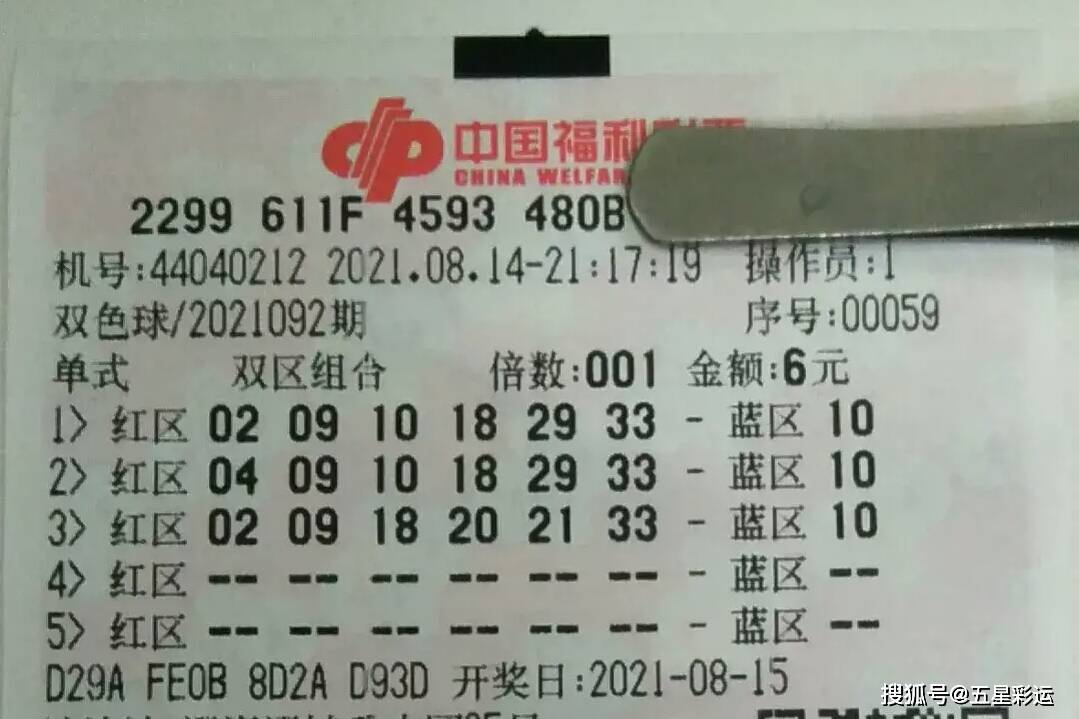 中国福利
CHINA WELFAR
2299 611F 4593 480B
机号:44040212 2021.08.14-21:17:19 操作员:1
双色球/2021092期 序号:00059
单式 双区组合 倍数:001 金额:6元
1> 红区 02 09 10 18 29 33 - 蓝区 10
2> 红区 04 09 10 18 29 33 - 蓝区 10
3> 红区 02 09 18 20 21 33 - 蓝区 10
4> 红区 -- -- -- -- -- -- - 蓝区 --
5> 红区 -- -- -- -- -- -- - 蓝区 --
D29A FE0B 8D2A D93D 开奖日:2021-08-15
搜狐号@五星彩运